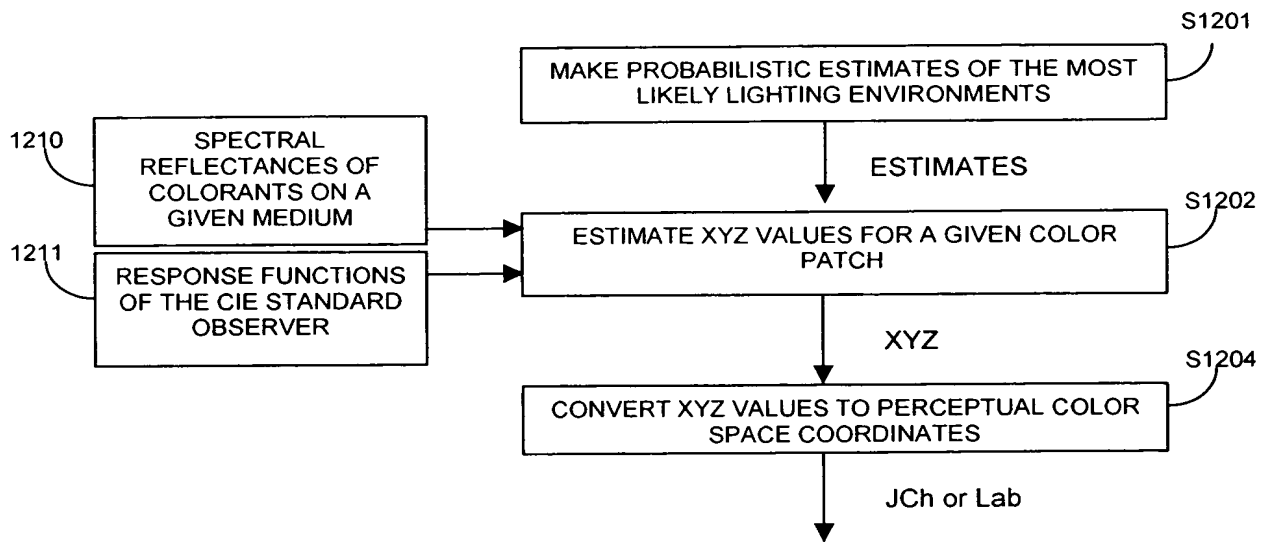 S1201
MAKE PROBABILISTIC ESTIMATES OF THE MOST
LIKELY LIGHTING ENVIRONMENTS
ESTIMATES
1210
SPECTRAL
REFLECTANCES OF
COLORANTS ON A
GIVEN MEDIUM
S1202
ESTIMATE XYZ VALUES FOR A GIVEN COLOR
PATCH
1211
RESPONSE FUNCTIONS
OF THE CIE STANDARD
OBSERVER
XYZ
S1204
CONVERT XYZ VALUES TO PERCEPTUAL COLOR
SPACE COORDINATES
JCh or Lab